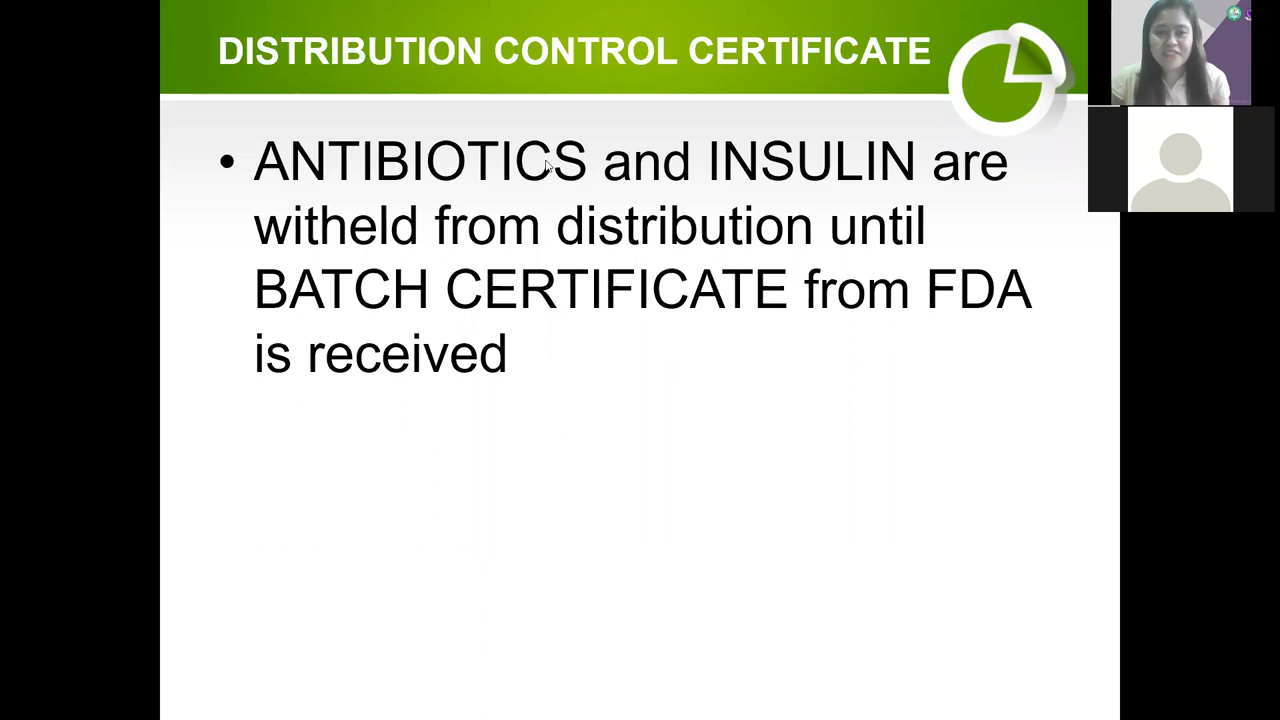 DISTRIBUTION CONTROL CERTIFICATE
• ANTIBIOTICS and INSULIN are
witheld from distribution until
BATCH CERTIFICATE from FDA
is received